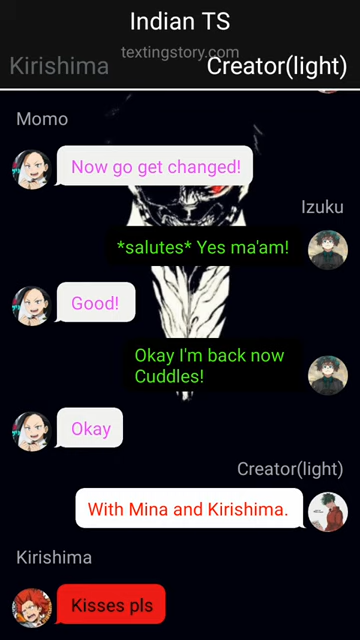 Indian TS
textingstory.com
Kirishima
Creator(light)
Momo
Now go get changed!
Izuku
*salutes* Yes ma'am!
Good!
Okay I'm back now
Cuddles!
Okay
Creator(light)
With Mina and Kirishima.
Kirishima
Kisses pls